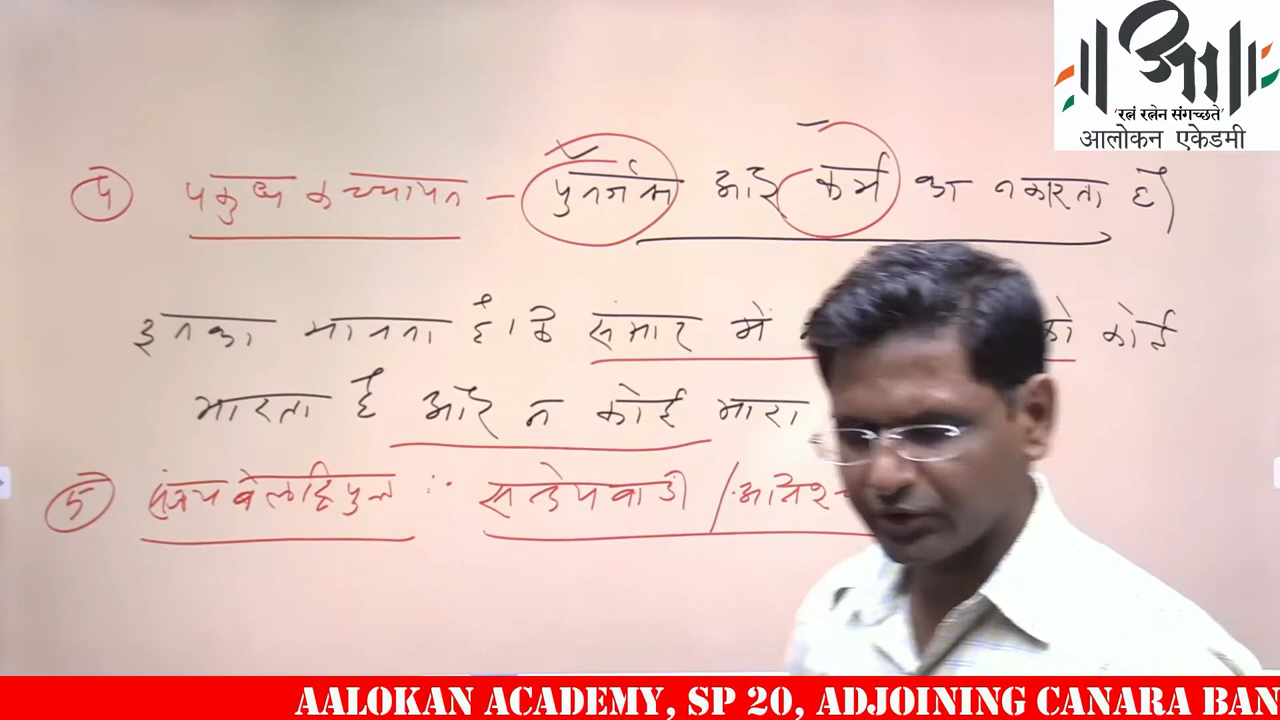 'रत्नं रत्नेन संगच्छते'
आलोकन एकेडमी
4 पकुध कच्चायन - पुनर्जन्म और कर्म का नकारता है।
इनका मानना है। कि संसार में को कोई
मारता है और न कोई मारा
5 संजय वेलट्ठिपुत्त : सन्देहवादी / अनिश्च
AALOKAN ACADEMY, SP 20, ADJOINING CANARA BAN